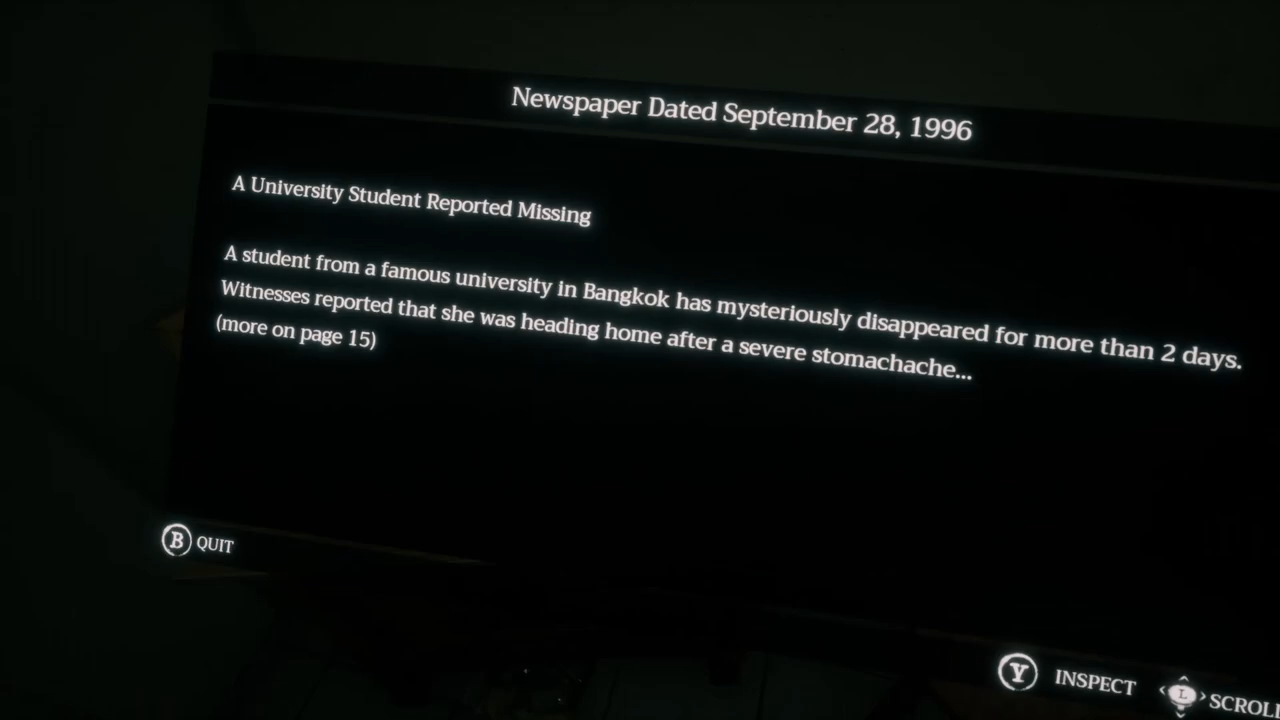 Newspaper Dated September 28, 1996
A University Student Reported Missing
A student from a famous university in Bangkok has mysteriously disappeared for more than 2 days.
Witnesses reported that she was heading home after a severe stomachache...
(more on page 15)
B QUIT
Y INSPECT
L SCROLL